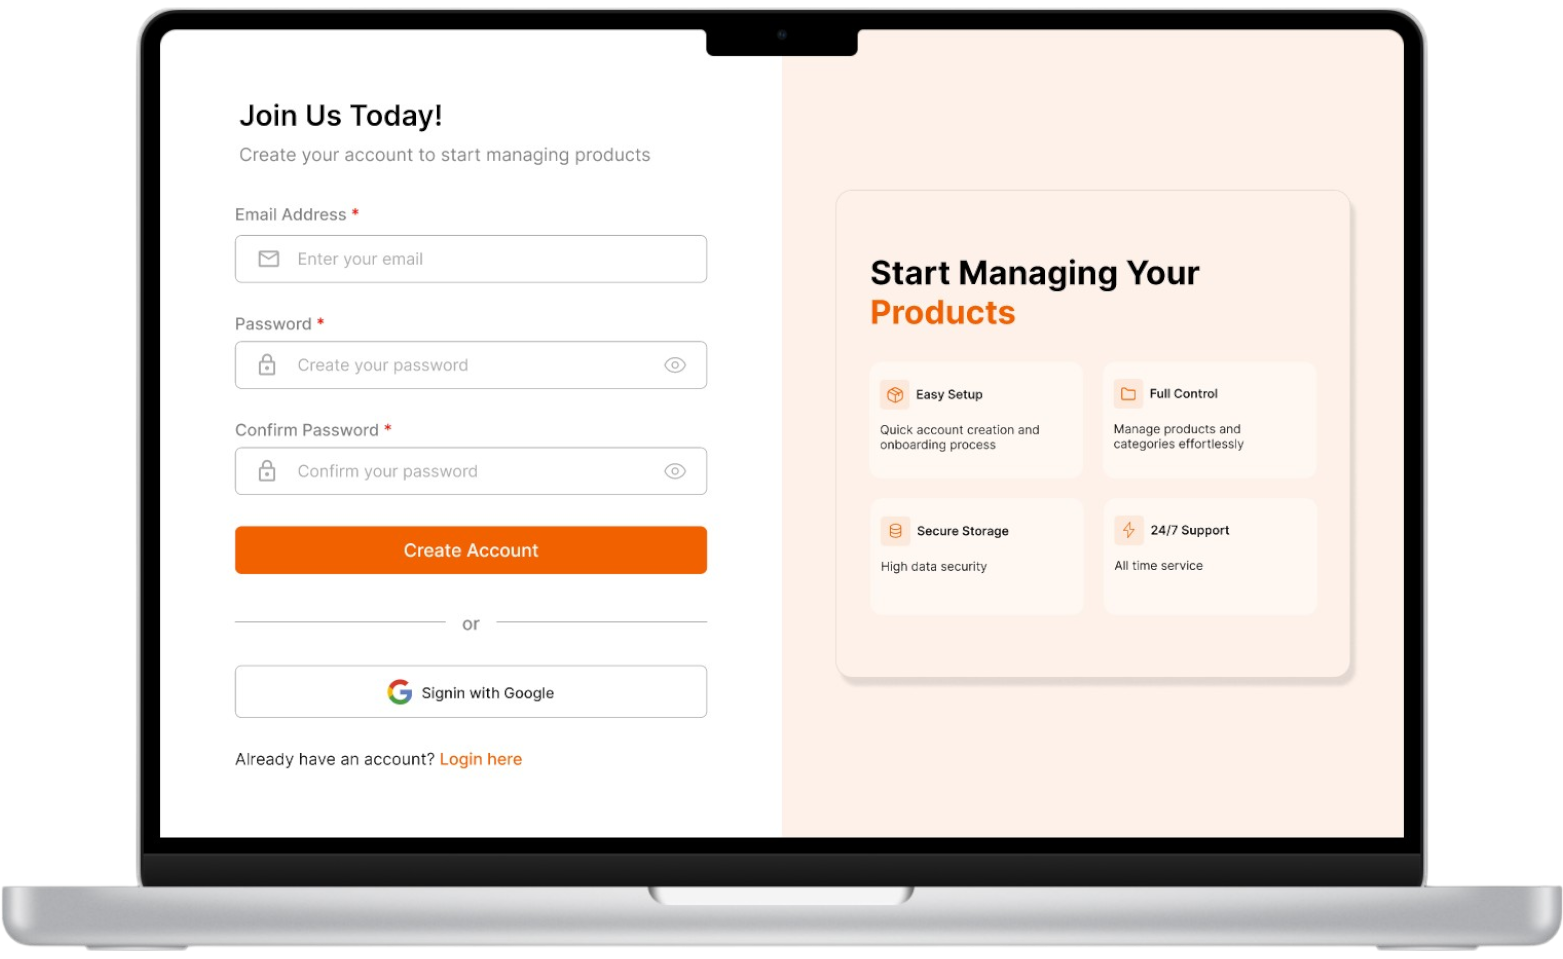 Join Us Today!
Create your account to start managing products
Email Address *
Enter your email
Password *
Create your password
Confirm Password *
Confirm your password
Create Account
or
Signin with Google
Already have an account? Login here
Start Managing Your
Products
Easy Setup
Quick account creation and
onboarding process
Full Control
Manage products and
categories effortlessly
Secure Storage
High data security
24/7 Support
All time service